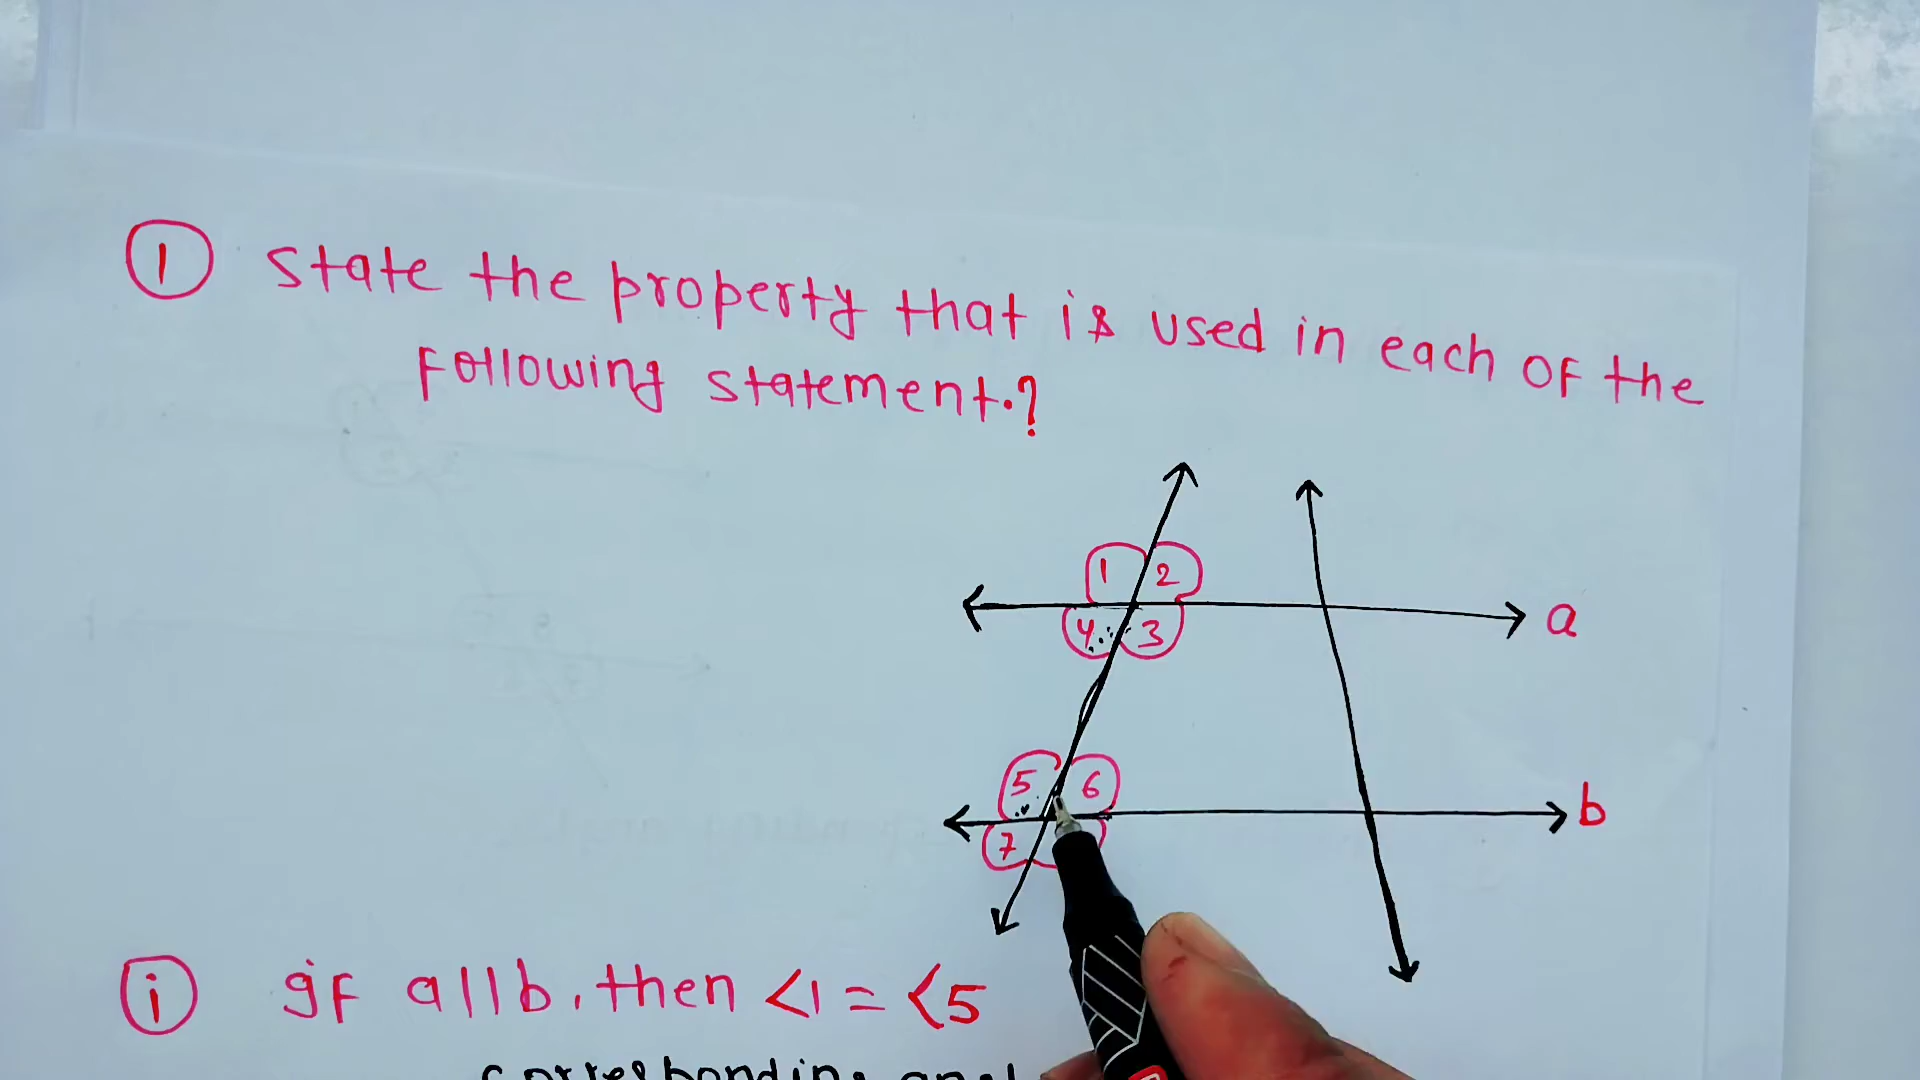 1 State the property that is used in each of the
following statement.?
1 2
a
4 3
5 6
b
7
i If a||b, then <1 = <5
corresponding